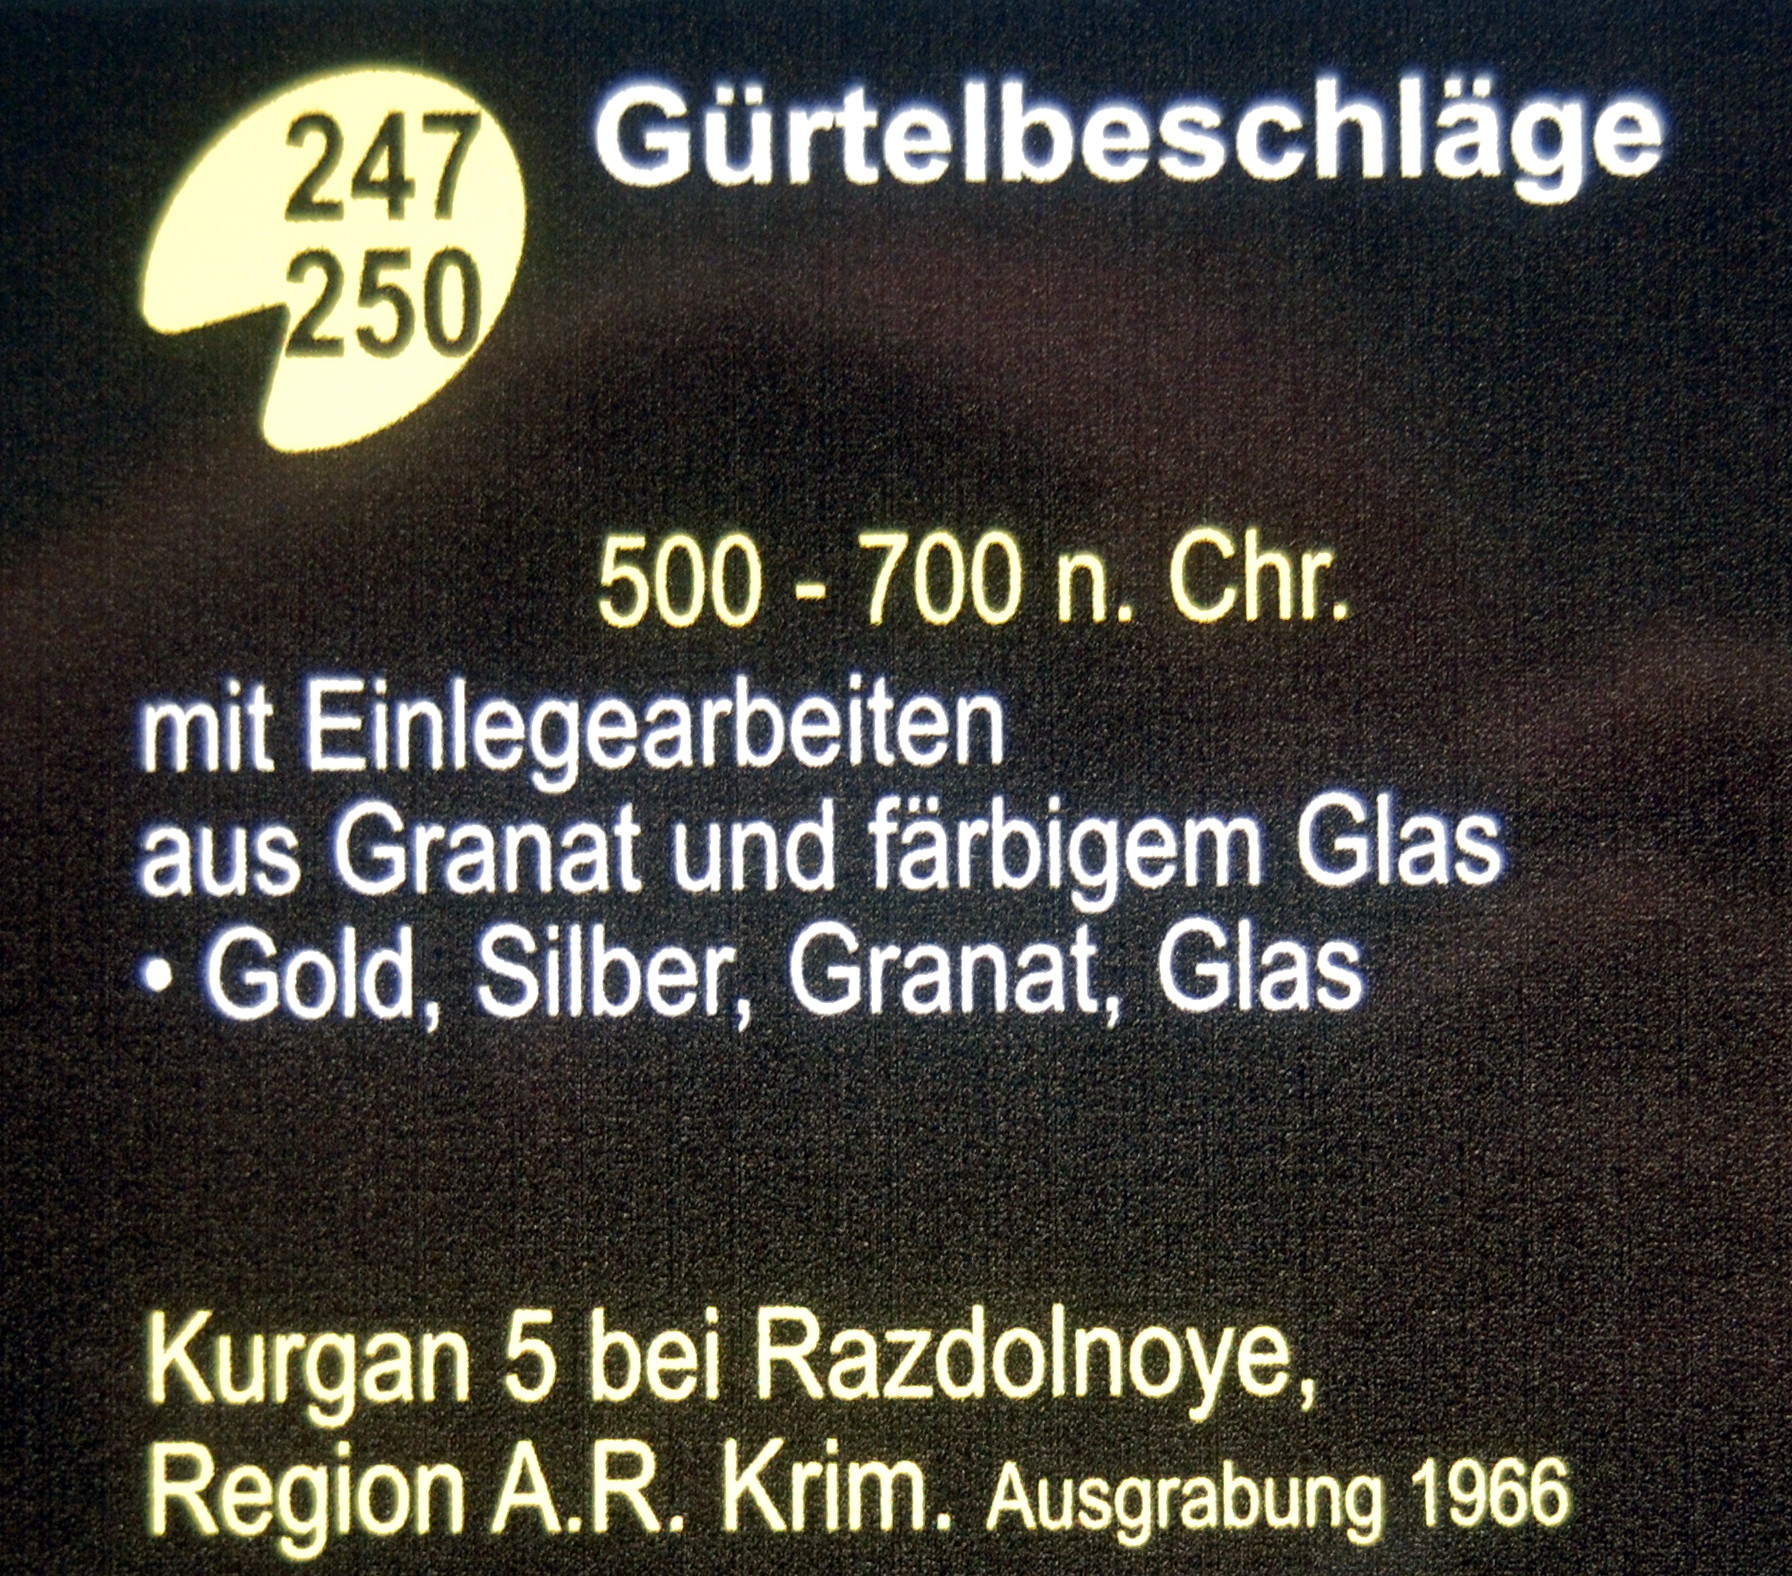 247
250
Gürtelbeschläge
500 - 700 n. Chr.
mit Einlegearbeiten
aus Granat und färbigem Glas
• Gold, Silber, Granat, Glas
Kurgan 5 bei Razdolnoye,
Region A.R. Krim. Ausgrabung 1966